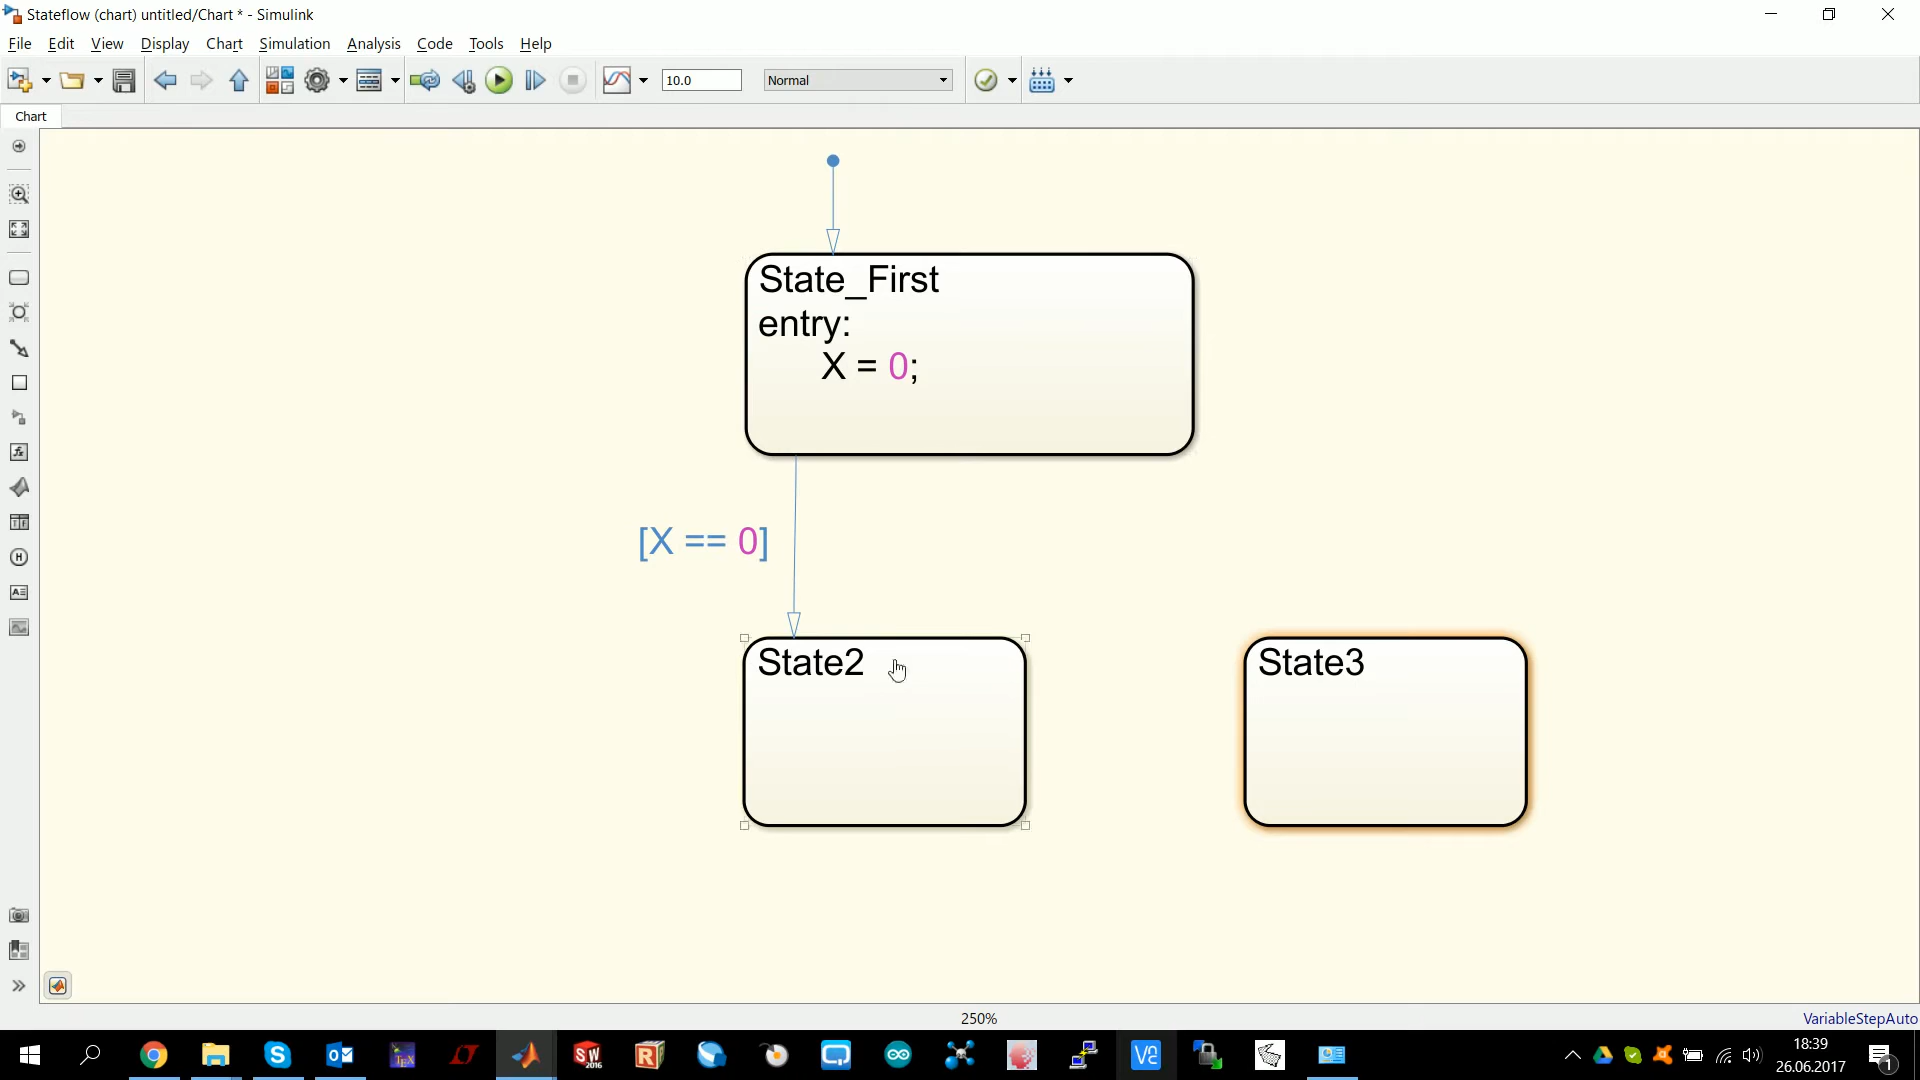 Stateflow (chart) untitled/Chart * - Simulink
File Edit View Display Chart Simulation Analysis Code Tools Help
10.0 Normal
Chart
State_First
entry:
X = 0;
[X == 0]
State2
State3
250%
VariableStepAuto
18:39
26.06.2017
1